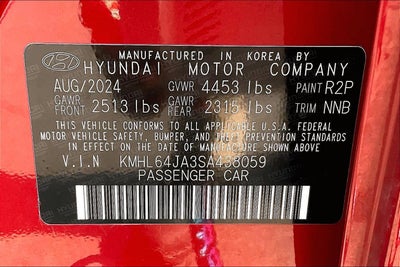 MANUFACTURED IN KOREA BY
HYUNDAI MOTOR COMPANY
AUG/2024 GVWR 4453 lbs PAINT R2P
GAWR FRONT 2513 lbs GAWR REAR 2315 lbs TRIM NNB
THIS VEHICLE CONFORMS TO ALL APPLICABLE U.S.A. FEDERAL
MOTOR VEHICLE SAFETY, BUMPER, AND THEFT PREVENTION STANDARDS
IN EFFECT ON THE DATE OF MANUFACTURE SHOWN ABOVE.
V.I.N KMHL64JA3SA438059
PASSENGER CAR